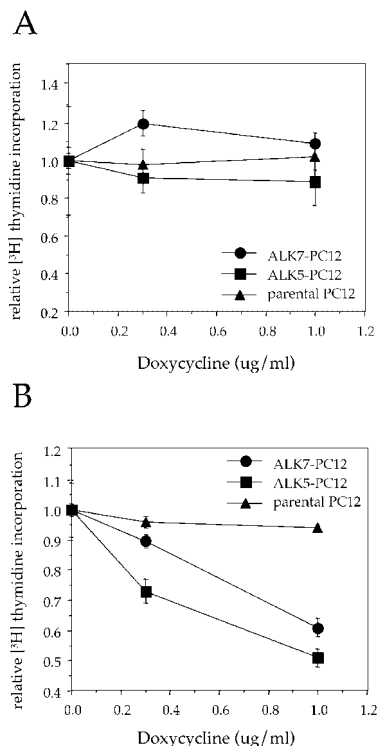 A
relative [³H] thymidine incorporation
1.4
1.2
1.0
0.8
0.6
0.4
0.2
ALK7-PC12
ALK5-PC12
parental PC12
0.0 0.2 0.4 0.6 0.8 1.0 1.2
Doxycycline (ug/ml)
B
relative [³H] thymidine incorporation
1.2
1.1
1.0
0.9
0.8
0.7
0.6
0.5
0.4
ALK7-PC12
ALK5-PC12
parental PC12
0.0 0.2 0.4 0.6 0.8 1.0 1.2
Doxycycline (ug/ml)